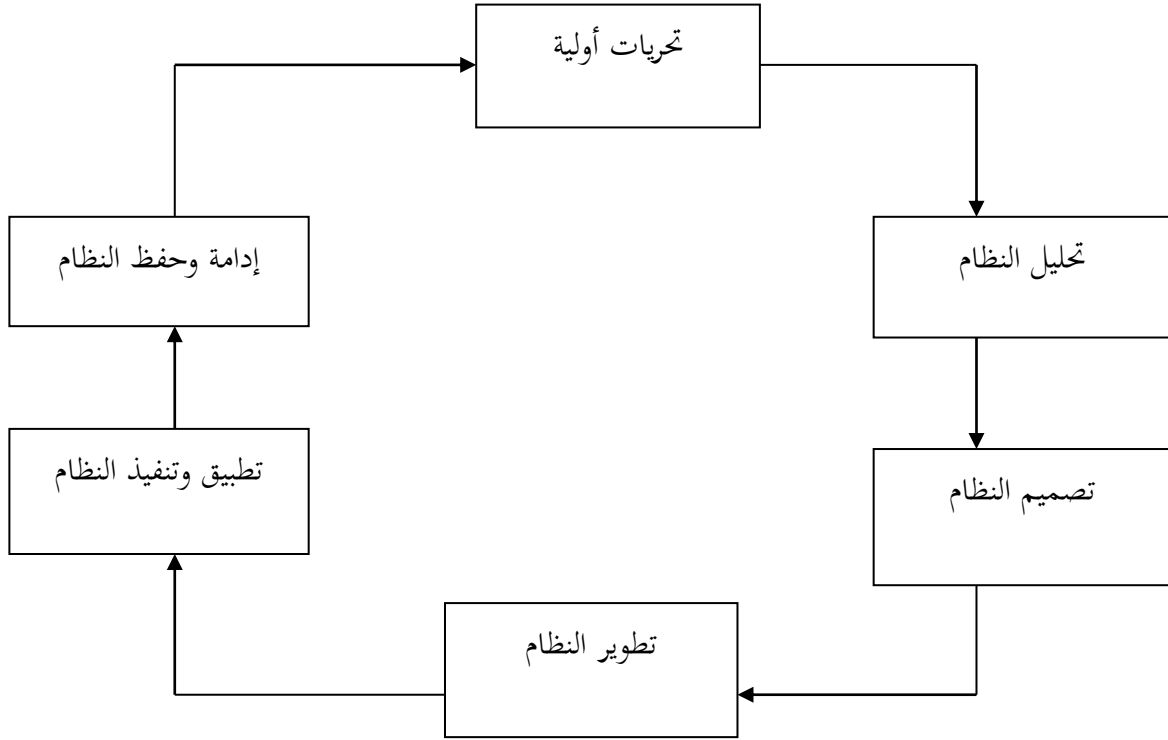 تحريات أولية
تحليل النظام
تصميم النظام
تطوير النظام
تطبيق وتنفيذ النظام
إدامة وحفظ النظام